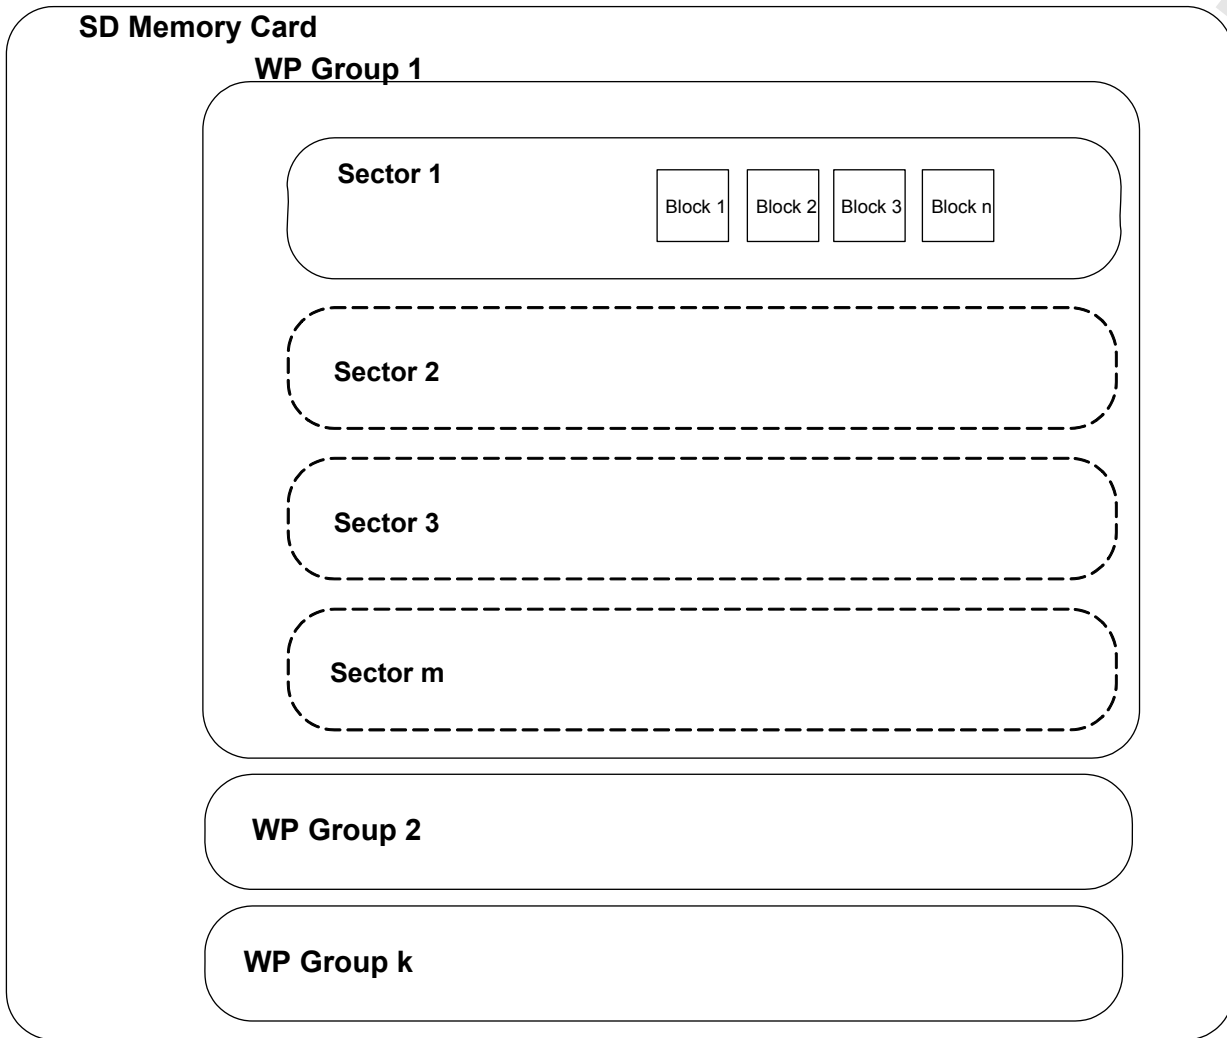 SD Memory Card
WP Group 1
Sector 1
Block 1 Block 2 Block 3 Block n
Sector 2
Sector 3
Sector m
WP Group 2
WP Group k